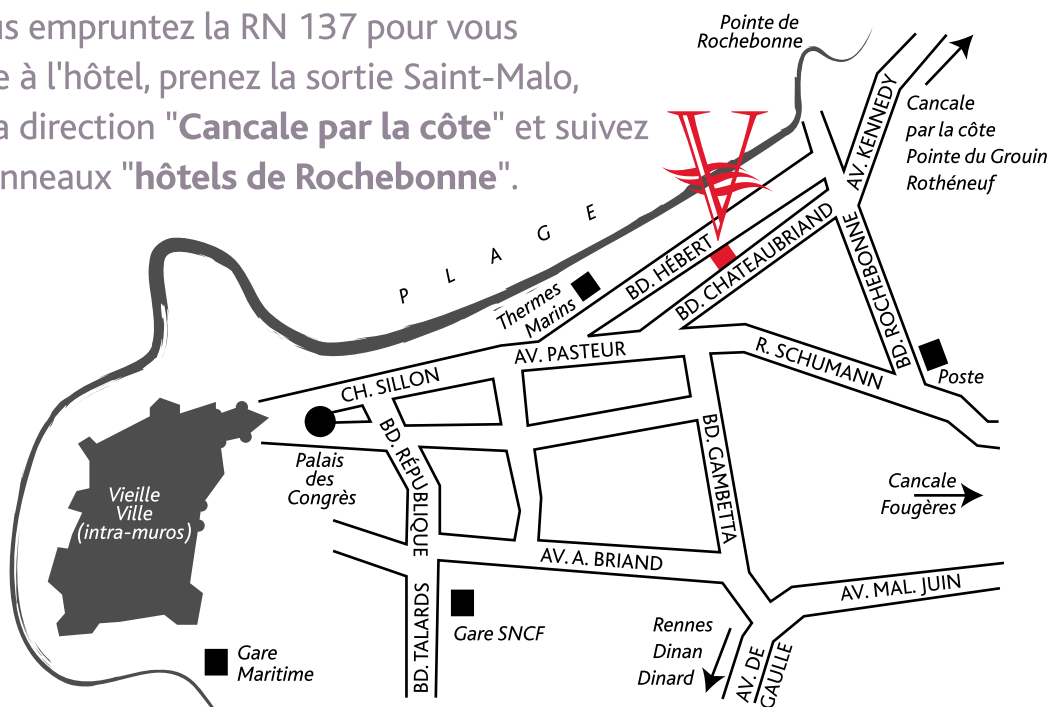 us empruntez la RN 137 pour vous
e à l'hôtel, prenez la sortie Saint-Malo,
a direction "Cancale par la côte" et suivez
nneaux "hôtels de Rochebonne".
Pointe de
Rochebonne
AV. KENNEDY
Cancale
par la côte
Pointe du Grouin
Rothéneuf
PLAGE
BD. HÉBERT
BD. CHATEAUBRIAND
BD. ROCHEBONNE
Thermes
Marins
AV. PASTEUR
R. SCHUMANN
Poste
CH. SILLON
BD. RÉPUBLIQUE
BD. GAMBETTA
Palais
des
Congrès
Vieille
Ville
(intra-muros)
Cancale
Fougères
AV. A. BRIAND
AV. MAL. JUIN
BD. TALARDS
Gare SNCF
Rennes
Dinan
Dinard
AV. DE
GAULLE
Gare
Maritime